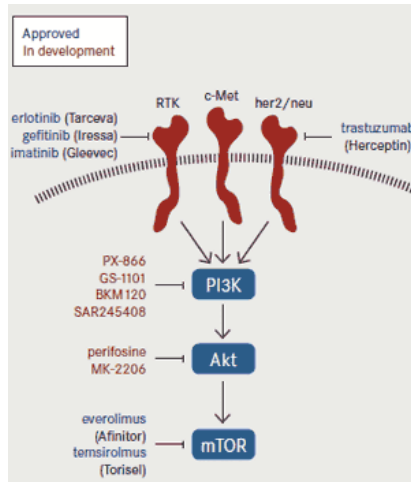 Approved
In development
RTK
c-Met
her2/neu
erlotinib (Tarceva)
gefitinib (Iressa)
imatinib (Gleevec)
trastuzumab
(Herceptin)
PX-866
GS-1101
BKM120
SAR245408
PI3K
perifosine
MK-2206
Akt
everolimus
(Afinitor)
temsirolmus
(Torisel)
mTOR